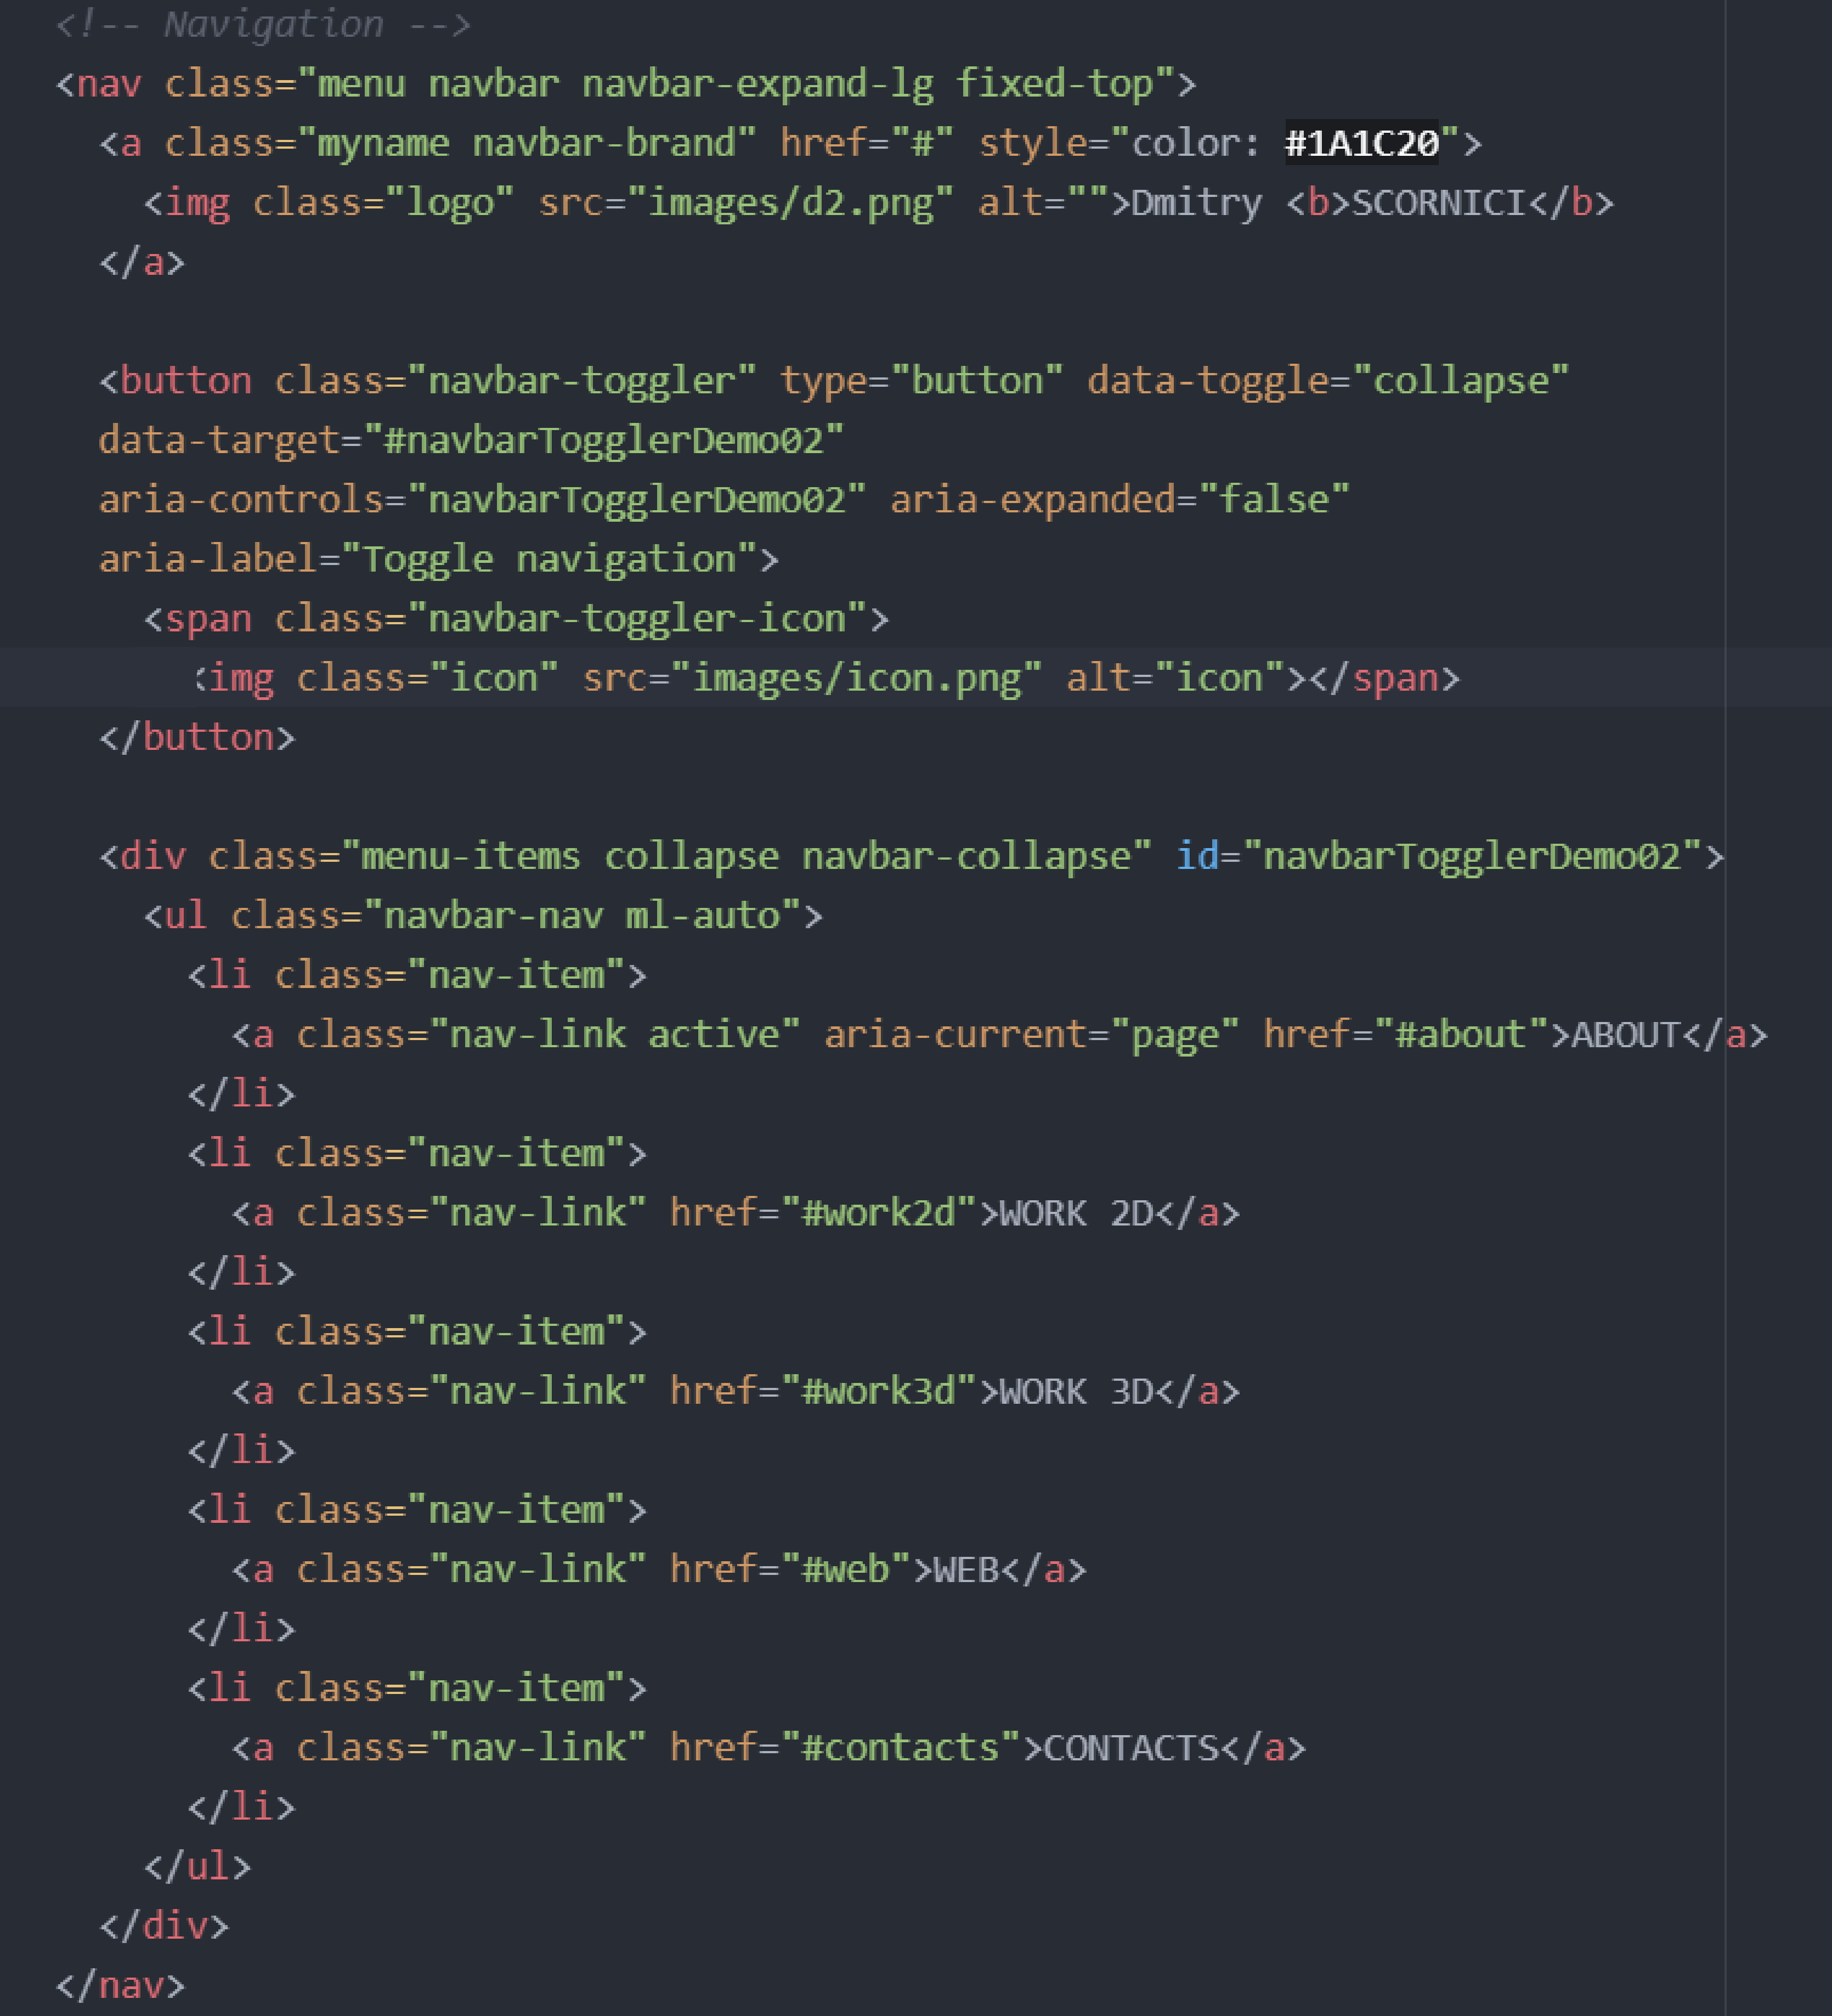 <!-- Navigation -->
<nav class="menu navbar navbar-expand-lg fixed-top">
<a class="myname navbar-brand" href="#" style="color: #1A1C20">
<img class="logo" src="images/d2.png" alt="">Dmitry <b>SCORNICI</b>
</a>
<button class="navbar-toggler" type="button" data-toggle="collapse"
data-target="#navbarTogglerDemo02"
aria-controls="navbarTogglerDemo02" aria-expanded="false"
aria-label="Toggle navigation">
<span class="navbar-toggler-icon">
<img class="icon" src="images/icon.png" alt="icon"></span>
</button>
<div class="menu-items collapse navbar-collapse" id="navbarTogglerDemo02">
<ul class="navbar-nav ml-auto">
<li class="nav-item">
<a class="nav-link active" aria-current="page" href="#about">ABOUT</a>
</li>
<li class="nav-item">
<a class="nav-link" href="#work2d">WORK 2D</a>
</li>
<li class="nav-item">
<a class="nav-link" href="#work3d">WORK 3D</a>
</li>
<li class="nav-item">
<a class="nav-link" href="#web">WEB</a>
</li>
<li class="nav-item">
<a class="nav-link" href="#contacts">CONTACTS</a>
</li>
</ul>
</div>
</nav>